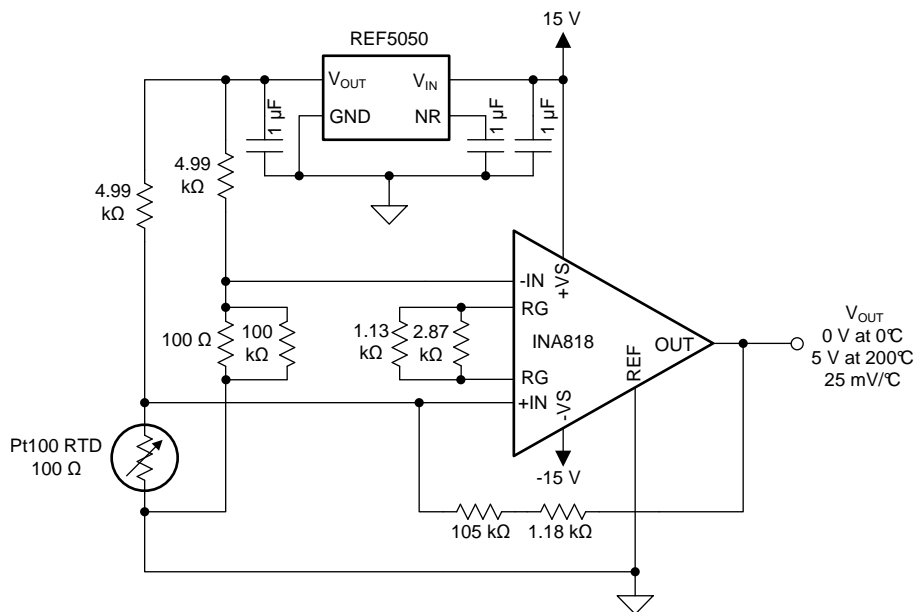 15 V
REF5050
VOUT
VIN
GND
NR
1 µF
1 µF
1 µF
4.99
kΩ
4.99
kΩ
-IN
+VS
RG
100 Ω
100
kΩ
1.13
kΩ
2.87
kΩ
INA818
OUT
REF
RG
+IN
-VS
VOUT
0 V at 0°C
5 V at 200°C
25 mV/°C
Pt100 RTD
100 Ω
-15 V
105 kΩ
1.18 kΩ